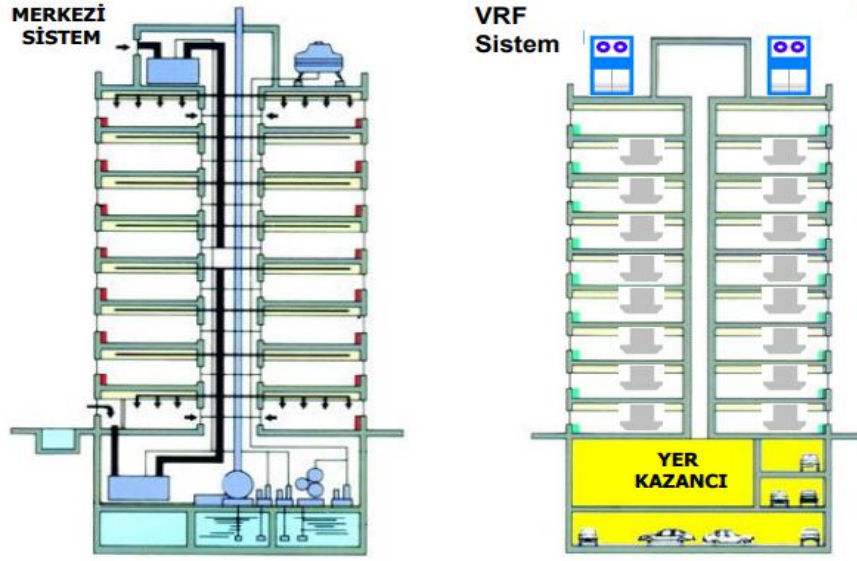 MERKEZİ
SİSTEM
VRF
Sistem
YER
KAZANCI